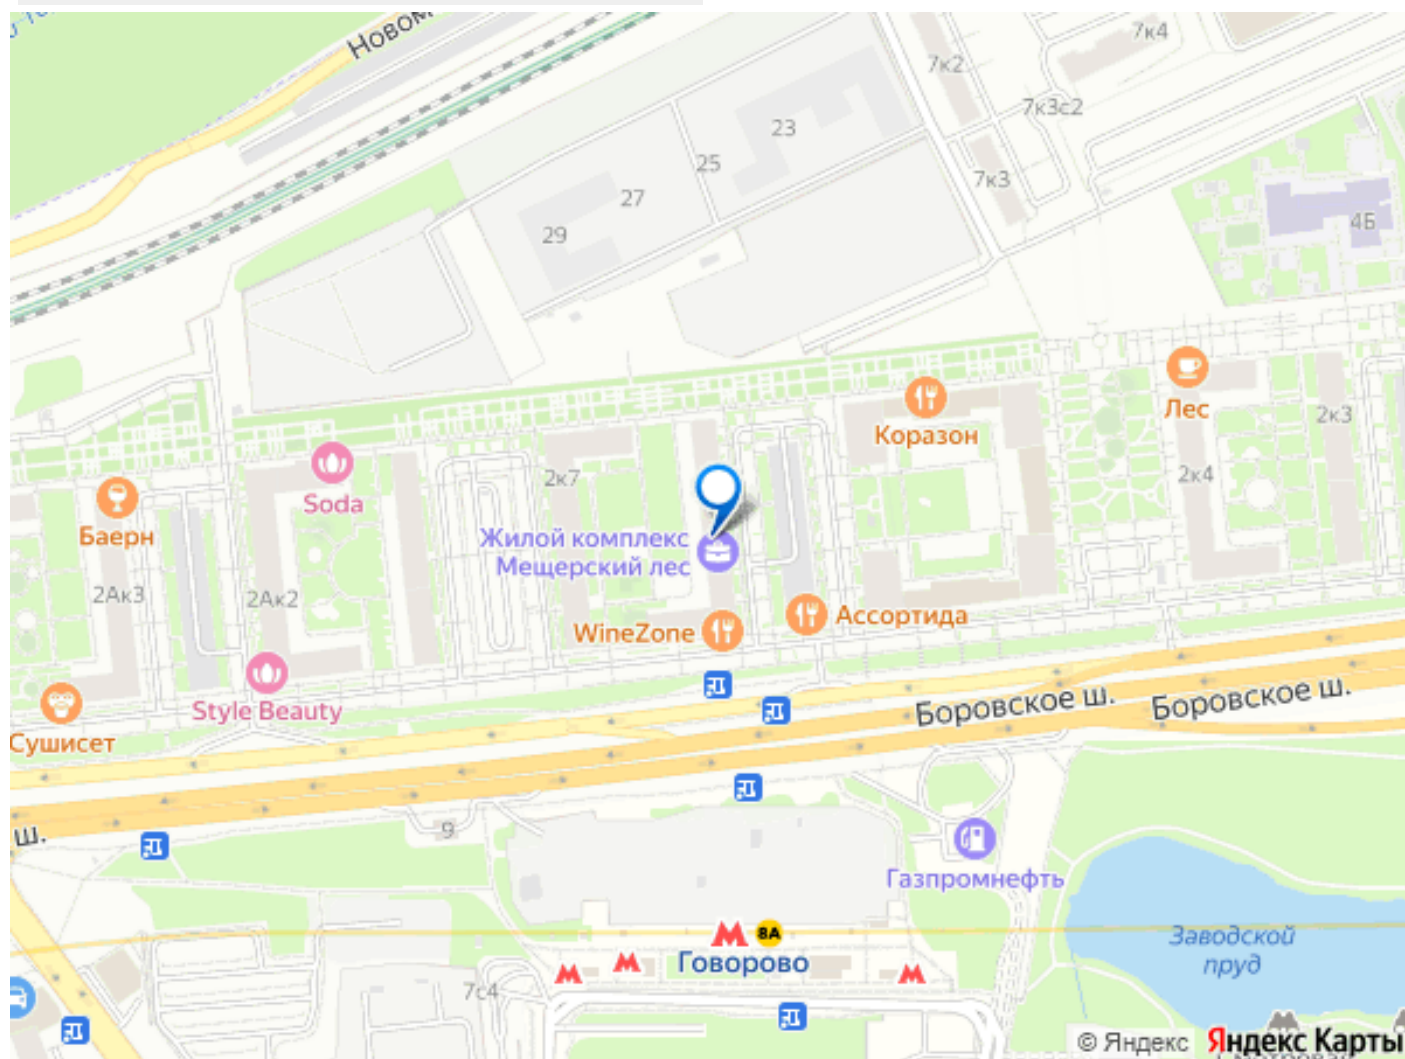 Новом
7к4
7к2
7к3с2
23
25
7к3
27
29
4Б
Лес
2к3
Коразон
2к4
Soda
2к7
Баерн
Жилой комплекс
Мещерский лес
2Ак3
2Ак2
WineZone
Ассортида
Style Beauty
Сушисет
Боровское ш.
Боровское ш.
ш.
9
Газпромнефть
8А
Говорово
7с4
Заводской
пруд
© Яндекс Яндекс Карты